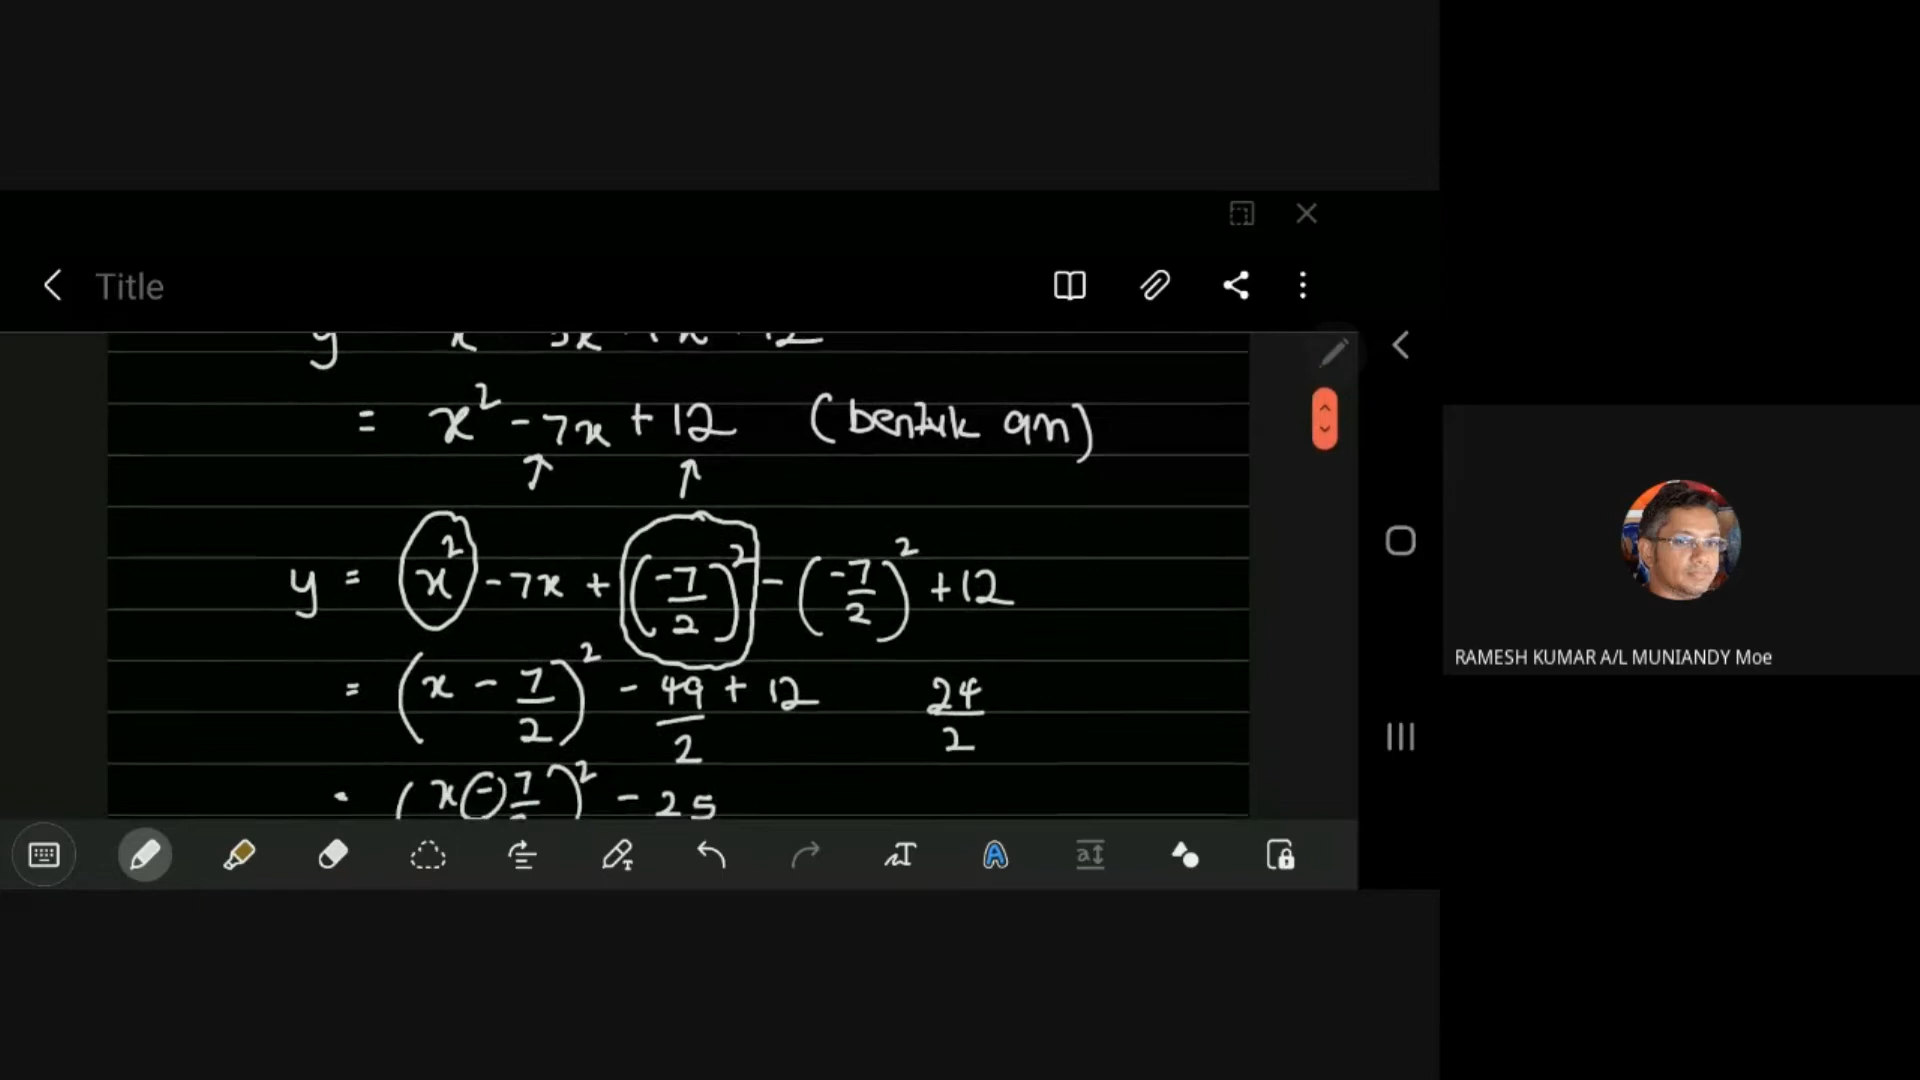 Title
= x² - 7x + 12 (bentuk am)
↑ ↑
y = x² - 7x + (-7/2)² - (-7/2)² + 12
= (x - 7/2)² - 49/2 + 12 24/2
= (x - 7/2)² - 25
RAMESH KUMAR A/L MUNIANDY Moe